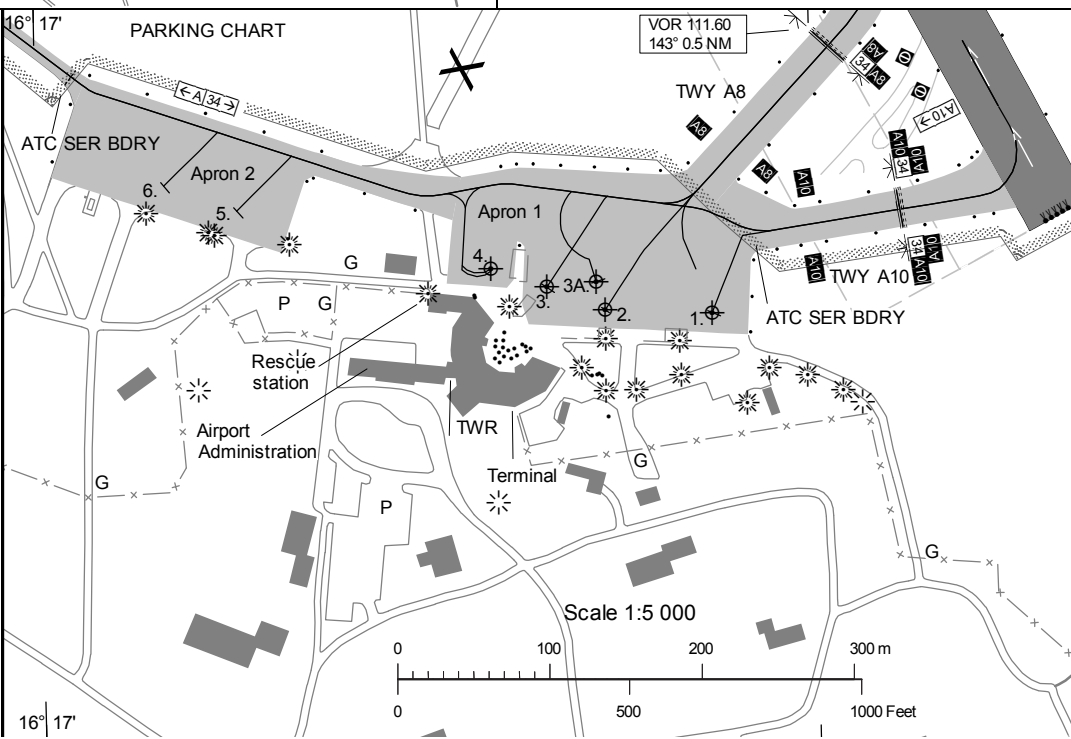 16° 17'
PARKING CHART
VOR 111.60
143° 0.5 NM
A8
34 A8
TWY A8
← A 34 →
A10 →
ATC SER BDRY
A8
A10
34
A10
Apron 2
A8
A10
6.
5.
Apron 1
34
A10
A10
4.
G
3.
3A.
2.
1.
A10
TWY A10
ATC SER BDRY
P
G
Rescue
station
Airport
Administration
TWR
Terminal
G
G
P
G
Scale 1:5 000
0
100
200
300 m
0
500
1000 Feet
16° 17'